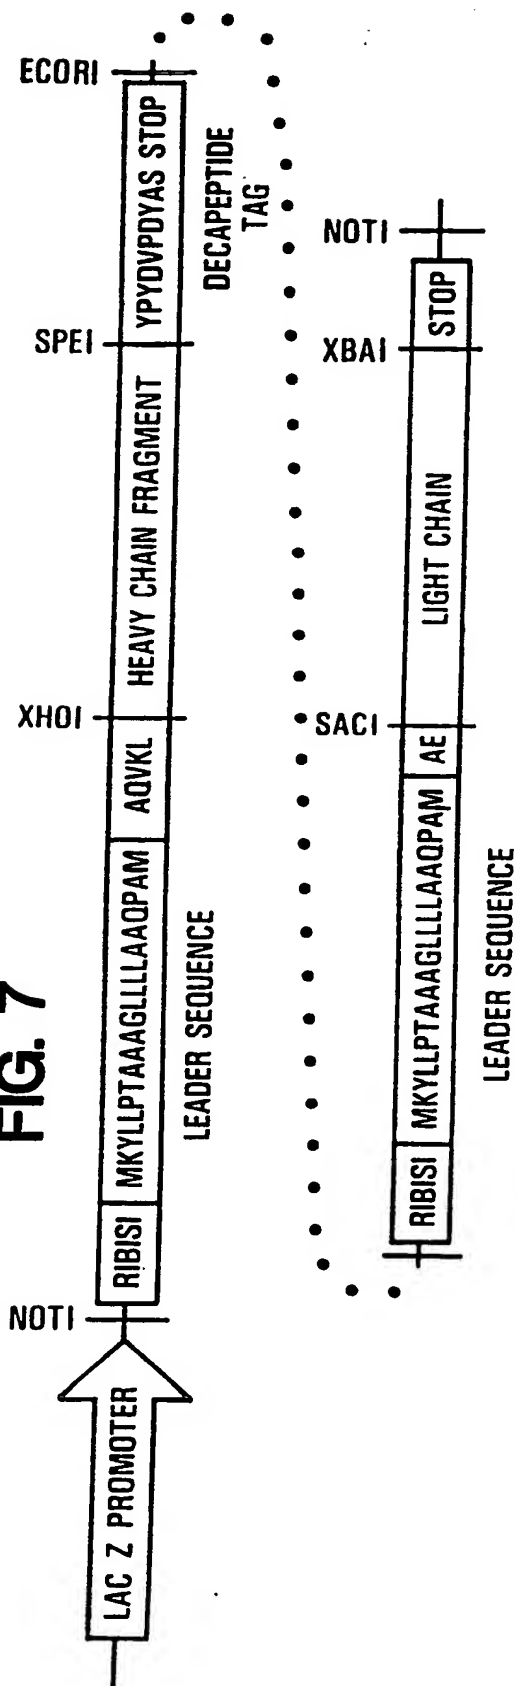 FIG. 7
LAC Z PROMOTER
NOTI
RIBISI
MKYLLPTAAAGLLLLAAQPAM
LEADER SEQUENCE
AQVKL
XHOI
HEAVY CHAIN FRAGMENT
SPEI
YPYDVPDYAS STOP
DECAPEPTIDE
TAG
ECORI
RIBISI
MKYLLPTAAAGLLLLAAQPAM
LEADER SEQUENCE
AE
SACI
LIGHT CHAIN
XBAI
STOP
NOTI